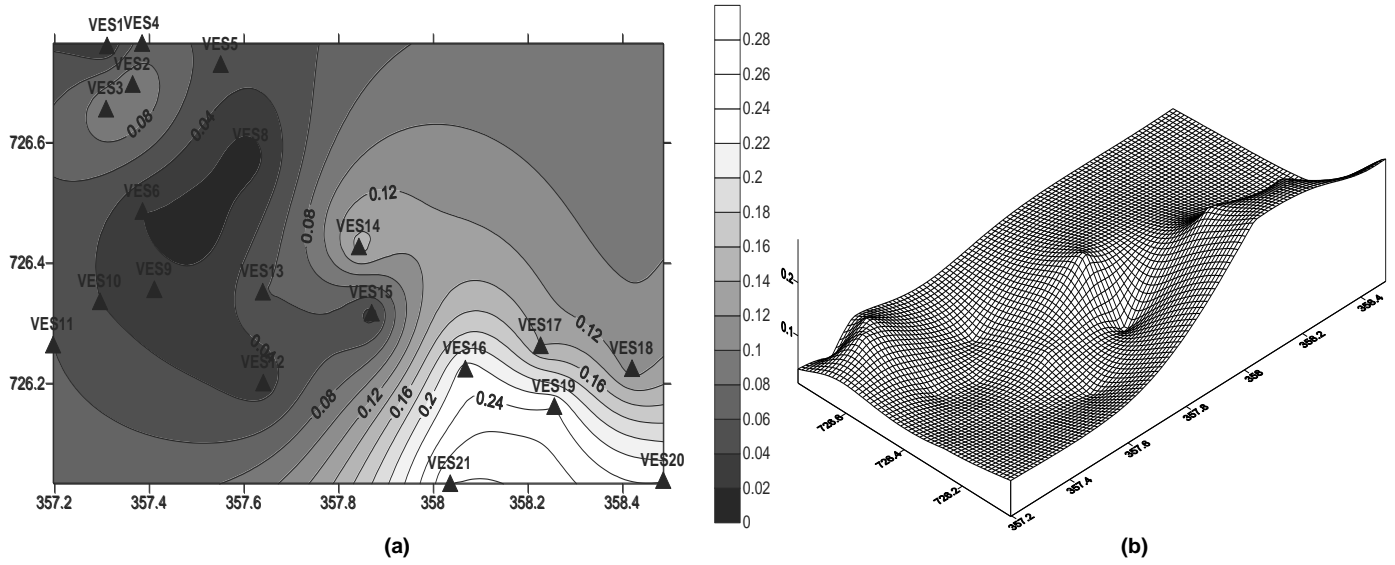 VES1 VES4
VES5
VES2
VES3
0.08
0.04
VES8
726.6
VES6
0.12
0.08
VES14
726.4
VES13
VES10
VES9
VES15
VES11
VES17
0.12
VES16
VES18
0.04
VES12
726.2
0.16
VES19
0.08
0.12
0.16
0.2
0.24
VES21
VES20
357.2
357.4
357.6
357.8
358
358.2
358.4
(a)
0.28
0.26
0.24
0.22
0.2
0.18
0.16
0.14
0.12
0.1
0.08
0.06
0.04
0.02
0
0.2
0.1
726.6
726.4
726.2
357.2
357.4
357.6
357.8
358
358.2
358.4
(b)